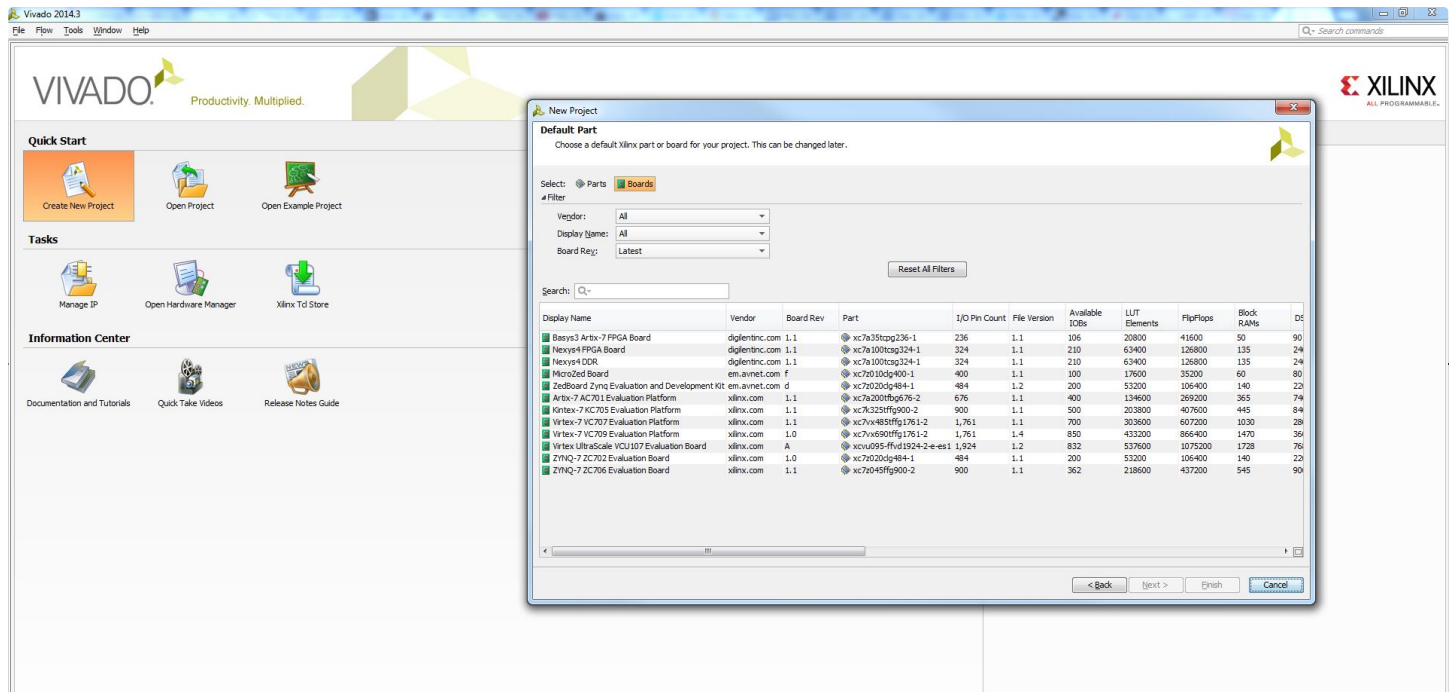 Vivado 2014.3
File Flow Tools Window Help
Q- Search commands
VIVADO. Productivity. Multiplied.
XILINX
ALL PROGRAMMABLE.
Quick Start
Create New Project Open Project Open Example Project
Tasks
Manage IP Open Hardware Manager Xilinx Tcl Store
Information Center
Documentation and Tutorials Quick Take Videos Release Notes Guide
New Project
Default Part
Choose a default Xilinx part or board for your project. This can be changed later.
Select: Parts Boards
Filter
Vendor: All
Display Name: All
Board Rev: Latest
Reset All Filters
Search:
Display Name Vendor Board Rev Part I/O Pin Count File Version Available IOBs LUT Elements FlipFlops Block RAMs DS
Basys3 Artix-7 FPGA Board digilentinc.com 1.1 xc7a35tcpg236-1 236 1.1 106 20800 41600 50 90
Nexys4 FPGA Board digilentinc.com 1.1 xc7a100tcsg324-1 324 1.1 210 63400 126800 135 24
Nexys4 DDR digilentinc.com 1.1 xc7a100tcsg324-1 324 1.1 210 63400 126800 135 24
MicroZed Board em.avnet.com f xc7z010clg400-1 400 1.1 100 17600 35200 60 80
ZedBoard Zynq Evaluation and Development Kit em.avnet.com d xc7z020clg484-1 484 1.2 200 53200 106400 140 22
Artix-7 AC701 Evaluation Platform xilinx.com 1.1 xc7a200tfbg676-2 676 1.1 400 134600 269200 365 74
Kintex-7 KC705 Evaluation Platform xilinx.com 1.1 xc7k325tffg900-2 900 1.1 500 203800 407600 445 84
Virtex-7 VC707 Evaluation Platform xilinx.com 1.1 xc7vx485tffg1761-2 1,761 1.1 700 303600 607200 1030 28
Virtex-7 VC709 Evaluation Platform xilinx.com 1.0 xc7vx690tffg1761-2 1,761 1.4 850 433200 866400 1470 36
Virtex UltraScale VCU107 Evaluation Board xilinx.com A xcvu095-ffvd1924-2-e-es1 1,924 1.2 832 537600 1075200 1728 76
ZYNQ-7 ZC702 Evaluation Board xilinx.com 1.0 xc7z020clg484-1 484 1.2 200 53200 106400 140 22
ZYNQ-7 ZC706 Evaluation Board xilinx.com 1.1 xc7z045ffg900-2 900 1.1 362 218600 437200 545 90
< Back Next > Finish Cancel